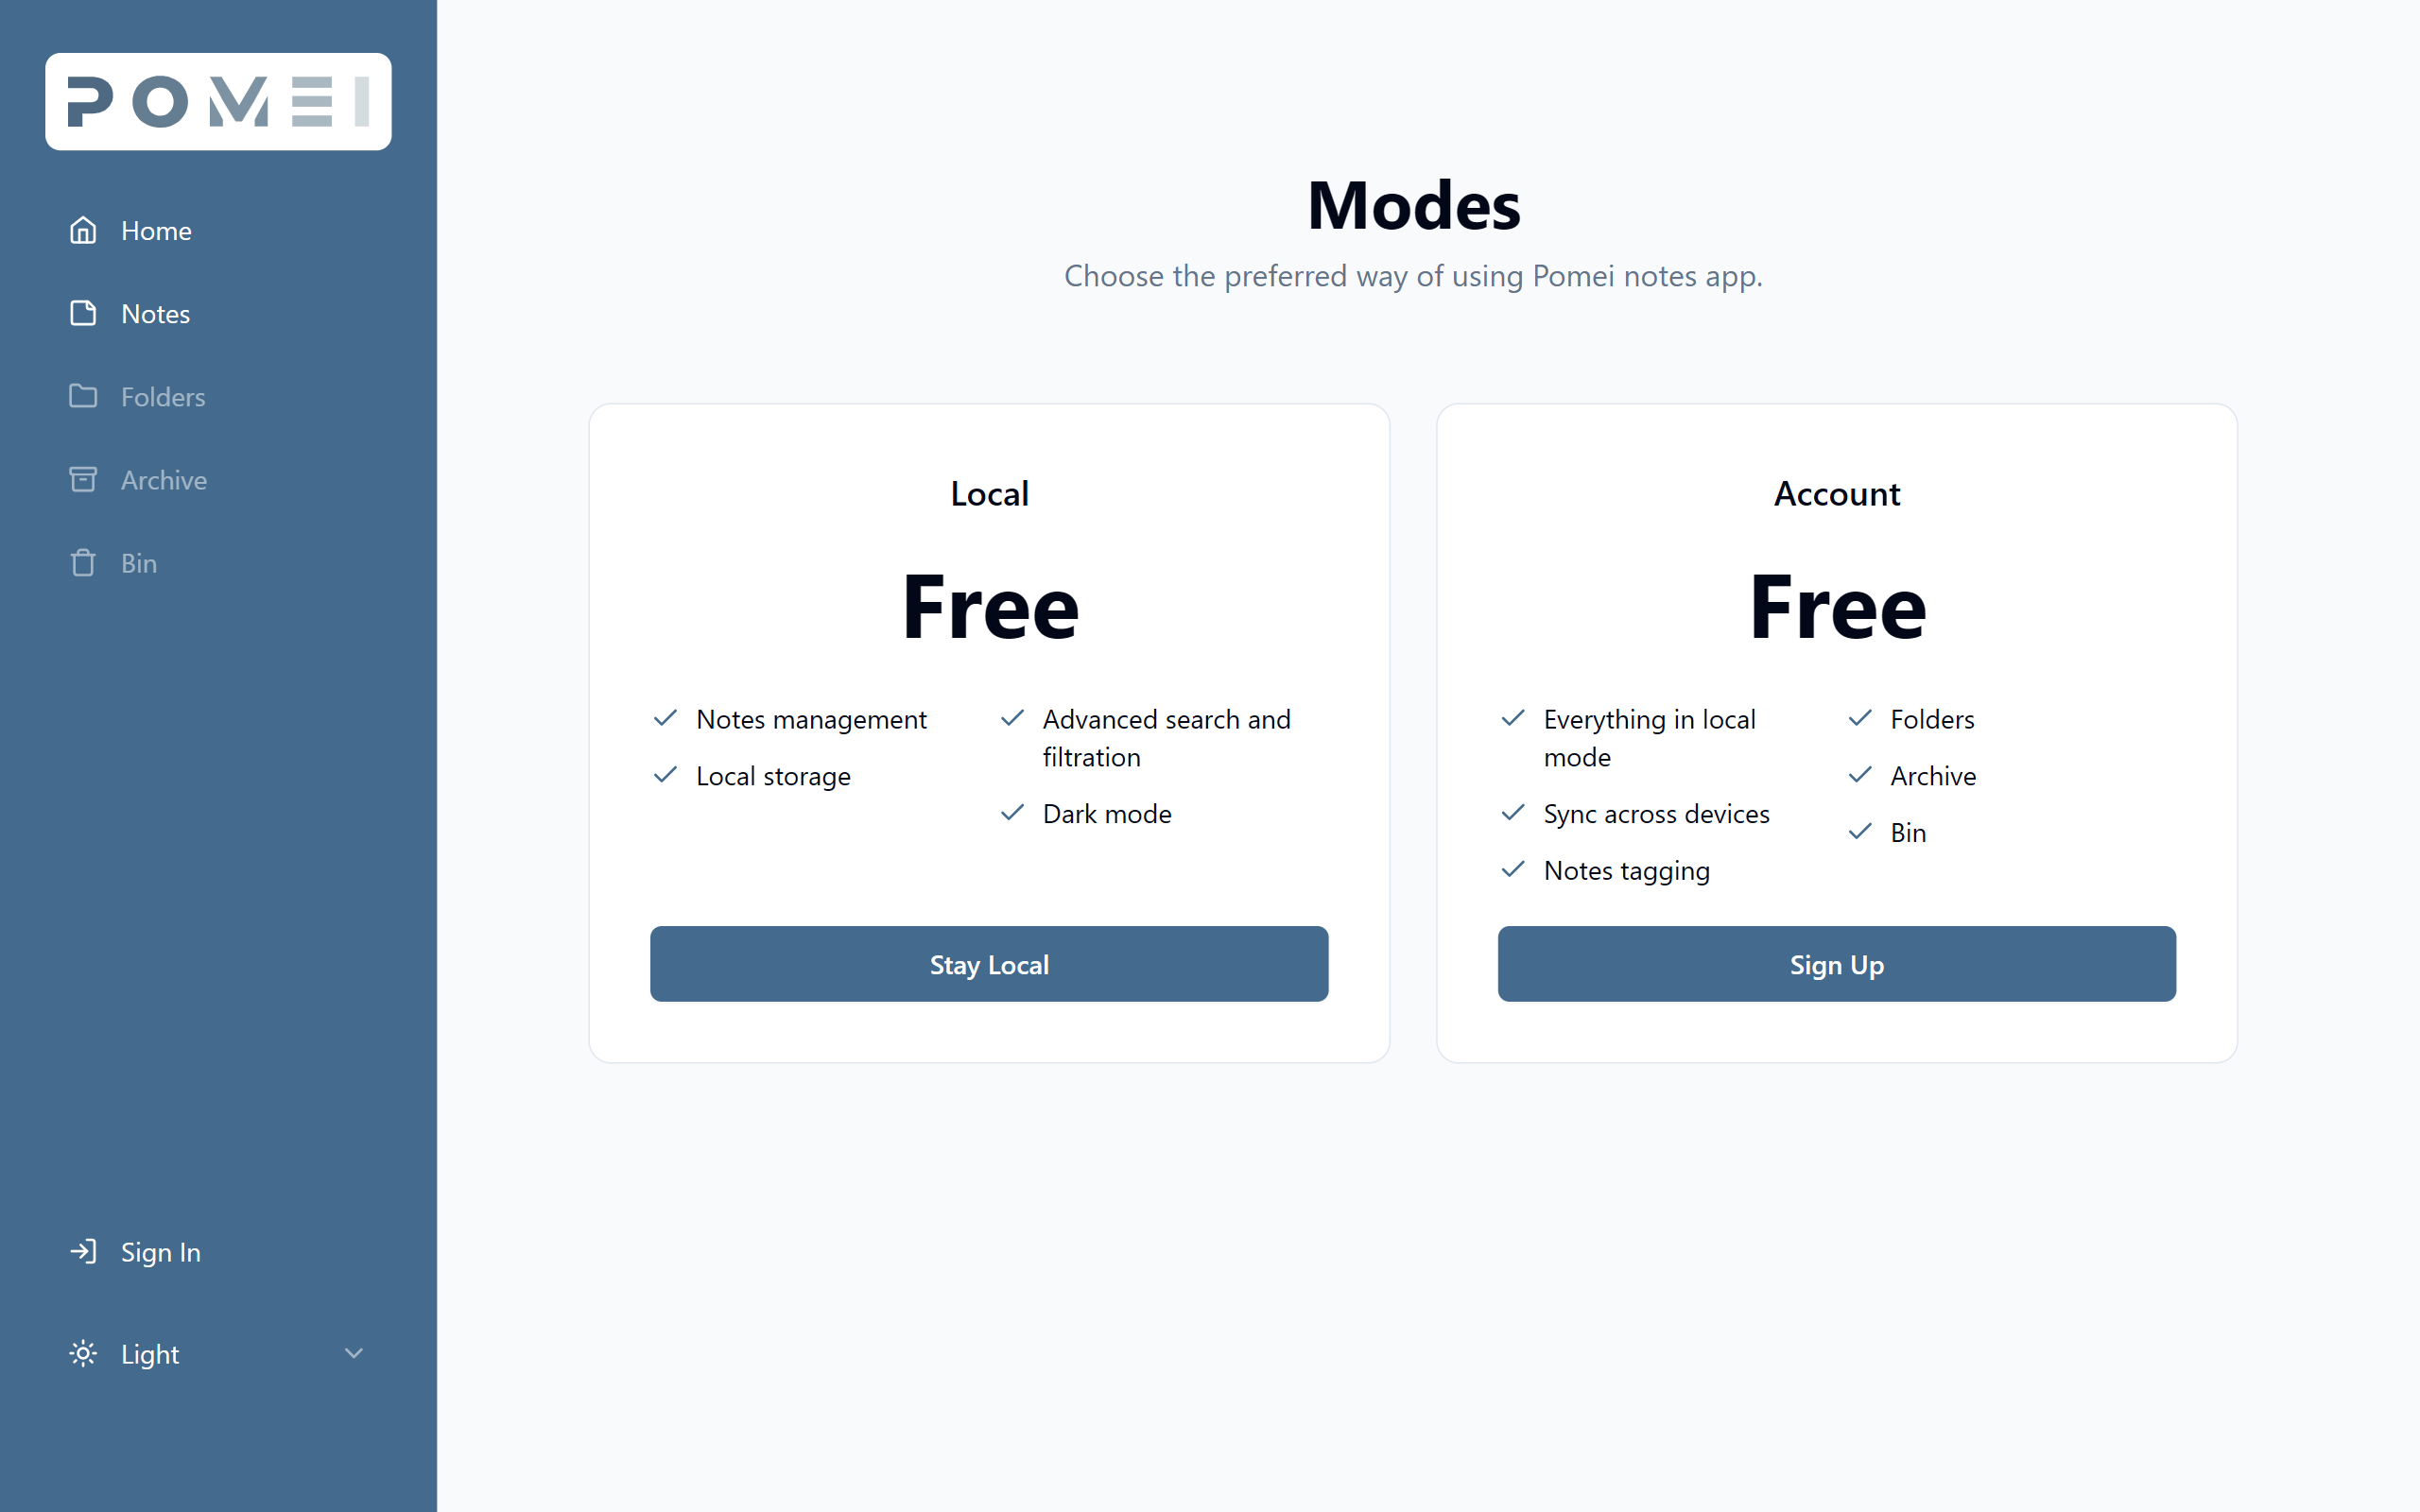 POMEI
Home
Notes
Folders
Archive
Bin
Sign In
Light
Modes
Choose the preferred way of using Pomei notes app.
Local
Free
Notes management
Local storage
Advanced search and
filtration
Dark mode
Stay Local
Account
Free
Everything in local
mode
Sync across devices
Notes tagging
Folders
Archive
Bin
Sign Up